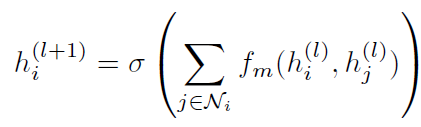 $h_i^{(l+1)} = \sigma \left( \sum_{j \in \mathcal{N}_i} f_m(h_i^{(l)}, h_j^{(l)}) \right)$